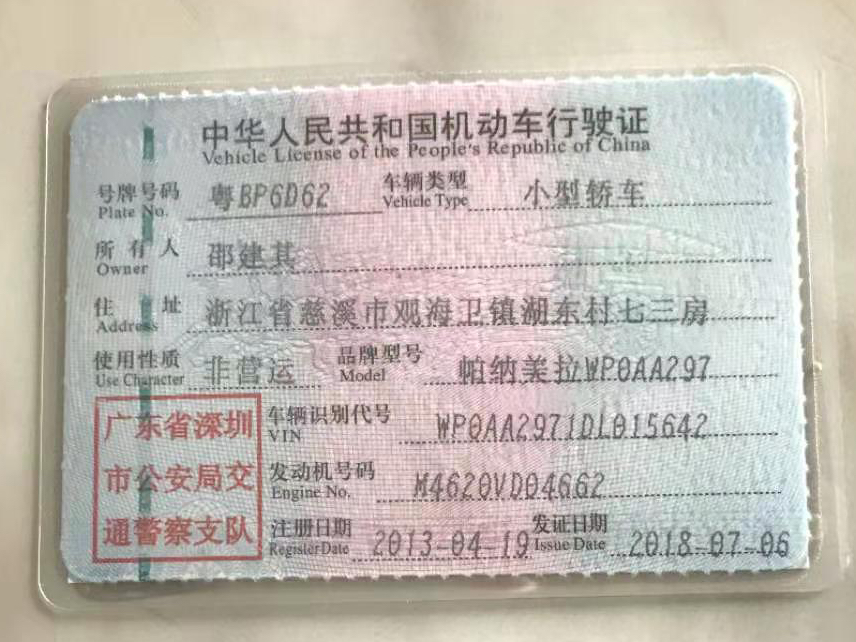 中华人民共和国机动车行驶证
Vehicle License of the People's Republic of China
号牌号码 粤BP6D62 车辆类型 小型轿车
Plate No. Vehicle Type
所有人 邵建其
Owner
住址 浙江省慈溪市观海卫镇湖东村七三房
Address
使用性质 非营运 品牌型号 帕纳美拉WP0AA297
Use Character Model
广东省深圳 车辆识别代号 WP0AA2971DL015642
VIN
市公安局交 发动机号码 M4620VD04662
Engine No.
通警察支队 注册日期 2013-04-19 发证日期 2018-07-06
Register Date Issue Date